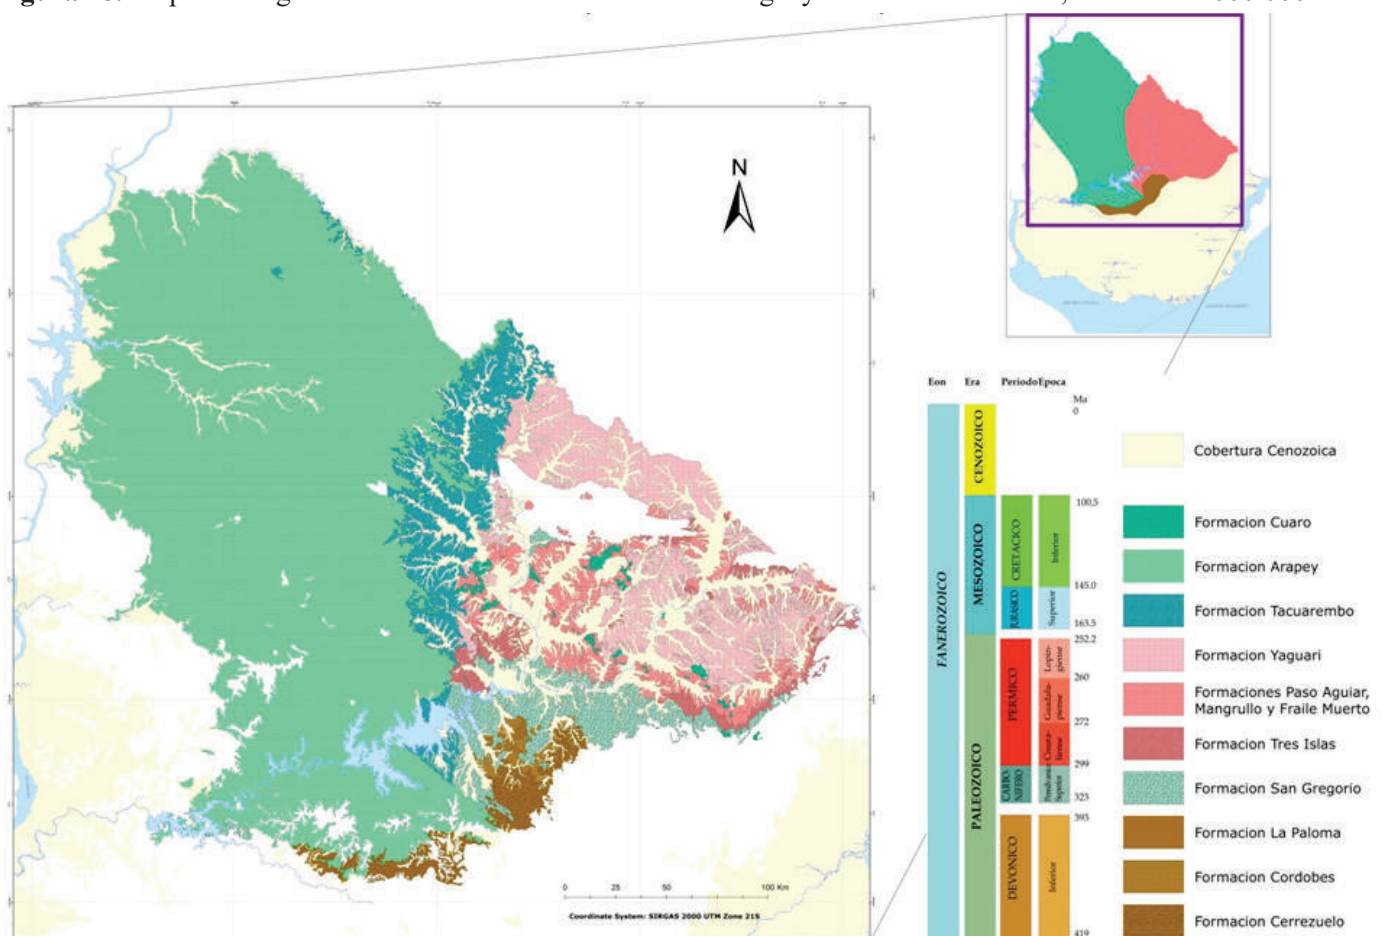 N
0 25 50 100 Km
Coordinate System: SIRGAS 2000 UTM Zone 21S
Eon Era Periodo Epoca
Ma
0
FANEROZOICO
CENOZOICO
MESOZOICO
PALEOZOICO
CRETACICO
Inferior
JURASICO
Superior
PERMICO
Lopin-
giense
CARBO
NIFERO
Superior
DEVONICO
Inferior
100,5
145.0
163.5
252.2
260
272
299
323
393
419
Cobertura Cenozoica
Formacion Cuaro
Formacion Arapey
Formacion Tacuarembo
Formacion Yaguari
Formaciones Paso Aguiar,
Mangrullo y Fraile Muerto
Formacion Tres Islas
Formacion San Gregorio
Formacion La Paloma
Formacion Cordobes
Formacion Cerrezuelo